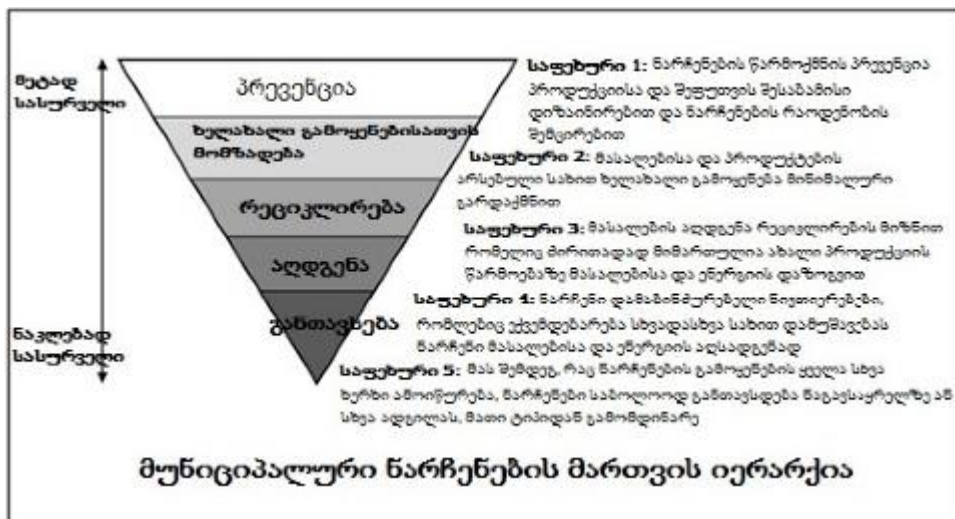 მეტად
სასურველი
ნაკლებად
სასურველი
პრევენცია
ხელახალი გამოყენებისათვის
მომზადება
რეციკლირება
აღდგენა
განთავსება
საფეხური 1: ნარჩენების წარმოქმნის პრევენცია
პროდუქციისა და შეფუთვის შესაბამისი
დიზაინირებით და ნარჩენების რაოდენობის
შემცირებით
საფეხური 2: მასალებისა და პროდუქტების
არსებული სახით ხელახალი გამოყენება მინიმალური
გარდაქმნით
საფეხური 3: მასალების აღდგენა რეციკლირების მიზნით
რომელიც ძირითადად მიმართულია ახალი პროდუქციის
წარმოებაზე მასალებისა და ენერგიის დაზოგვით
საფეხური 4: ნარჩენი დამაბინძურებელი ნივთიერებები,
რომლებიც ექვემდებარება სხვადასხვა სახით დამუშავებას
ნარჩენი მასალებისა და ენერგიის აღსადგენად
საფეხური 5: მას შემდეგ, რაც ნარჩენების გამოყენების ყველა სხვა
ხერხი ამოიწურება, ნარჩენები საბოლოოდ განთავსდება ნაგავსაყრელზე ან
სხვა ადგილას, მათი ტიპიდან გამომდინარე
მუნიციპალური ნარჩენების მართვის იერარქია